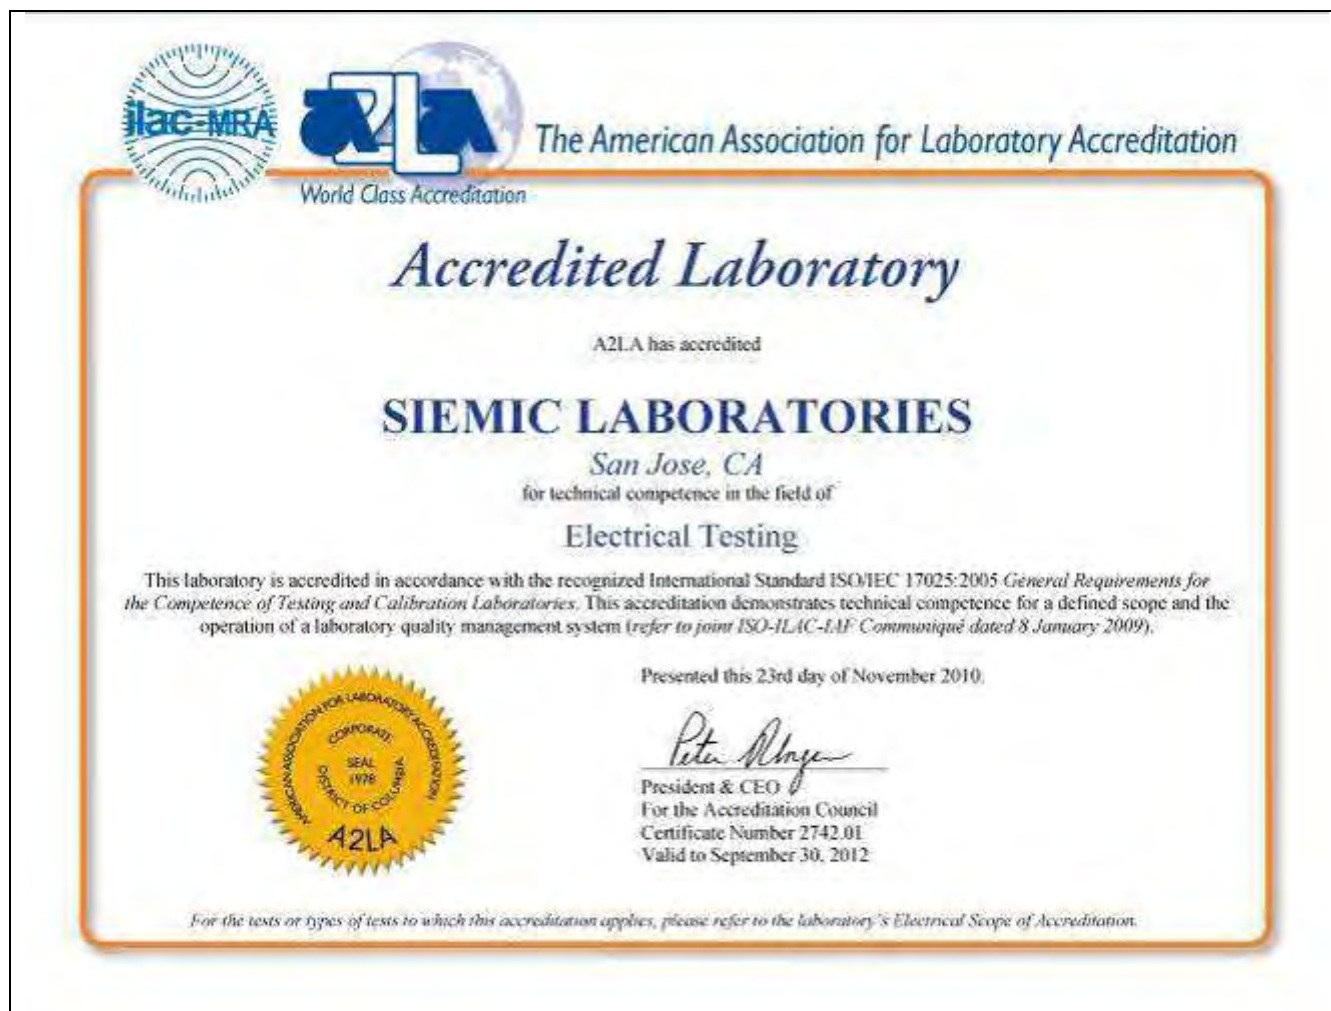 ilac-MRA
a2la
The American Association for Laboratory Accreditation
World Class Accreditation
Accredited Laboratory
A2LA has accredited
SIEMIC LABORATORIES
San Jose, CA
for technical competence in the field of
Electrical Testing
This laboratory is accredited in accordance with the recognized International Standard ISO/IEC 17025:2005 General Requirements for
the Competence of Testing and Calibration Laboratories. This accreditation demonstrates technical competence for a defined scope and the
operation of a laboratory quality management system (refer to joint ISO-ILAC-IAF Communiqué dated 8 January 2009).
Presented this 23rd day of November 2010.
AMERICAN ASSOCIATION FOR LABORATORY ACCREDITATION
CORPORATE
SEAL
1978
DISTRICT OF COLUMBIA
A2LA
Peter
President & CEO
For the Accreditation Council
Certificate Number 2742.01
Valid to September 30, 2012
For the tests or types of tests to which this accreditation applies, please refer to the laboratory's Electrical Scope of Accreditation.